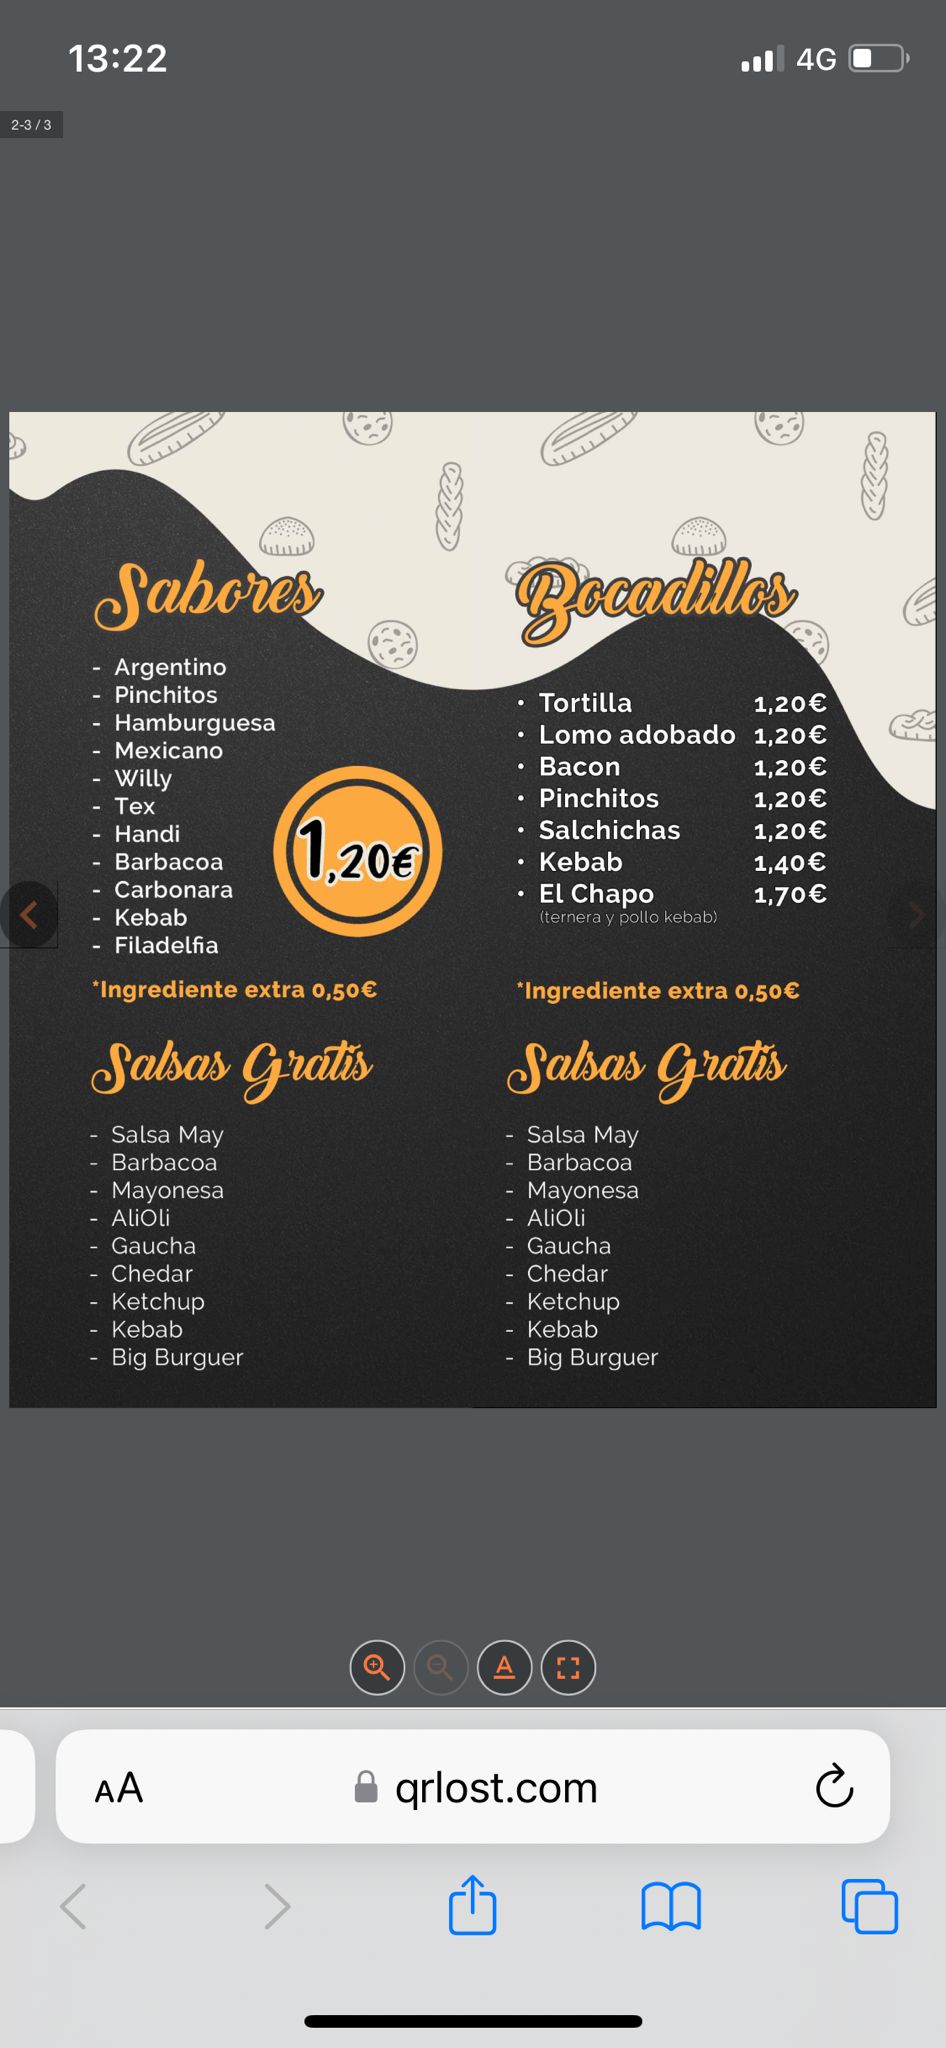 13:22
4G
2-3 / 3
Sabores
- Argentino
- Pinchitos
- Hamburguesa
- Mexicano
- Willy
- Tex
- Handi
- Barbacoa
- Carbonara
- Kebab
- Filadelfia
1,20€
*Ingrediente extra 0,50€
Salsas Gratis
- Salsa May
- Barbacoa
- Mayonesa
- AliOli
- Gaucha
- Chedar
- Ketchup
- Kebab
- Big Burguer
Bocadillos
• Tortilla 1,20€
• Lomo adobado 1,20€
• Bacon 1,20€
• Pinchitos 1,20€
• Salchichas 1,20€
• Kebab 1,40€
• El Chapo 1,70€
(ternera y pollo kebab)
*Ingrediente extra 0,50€
Salsas Gratis
- Salsa May
- Barbacoa
- Mayonesa
- AliOli
- Gaucha
- Chedar
- Ketchup
- Kebab
- Big Burguer
A
AA
qrlost.com